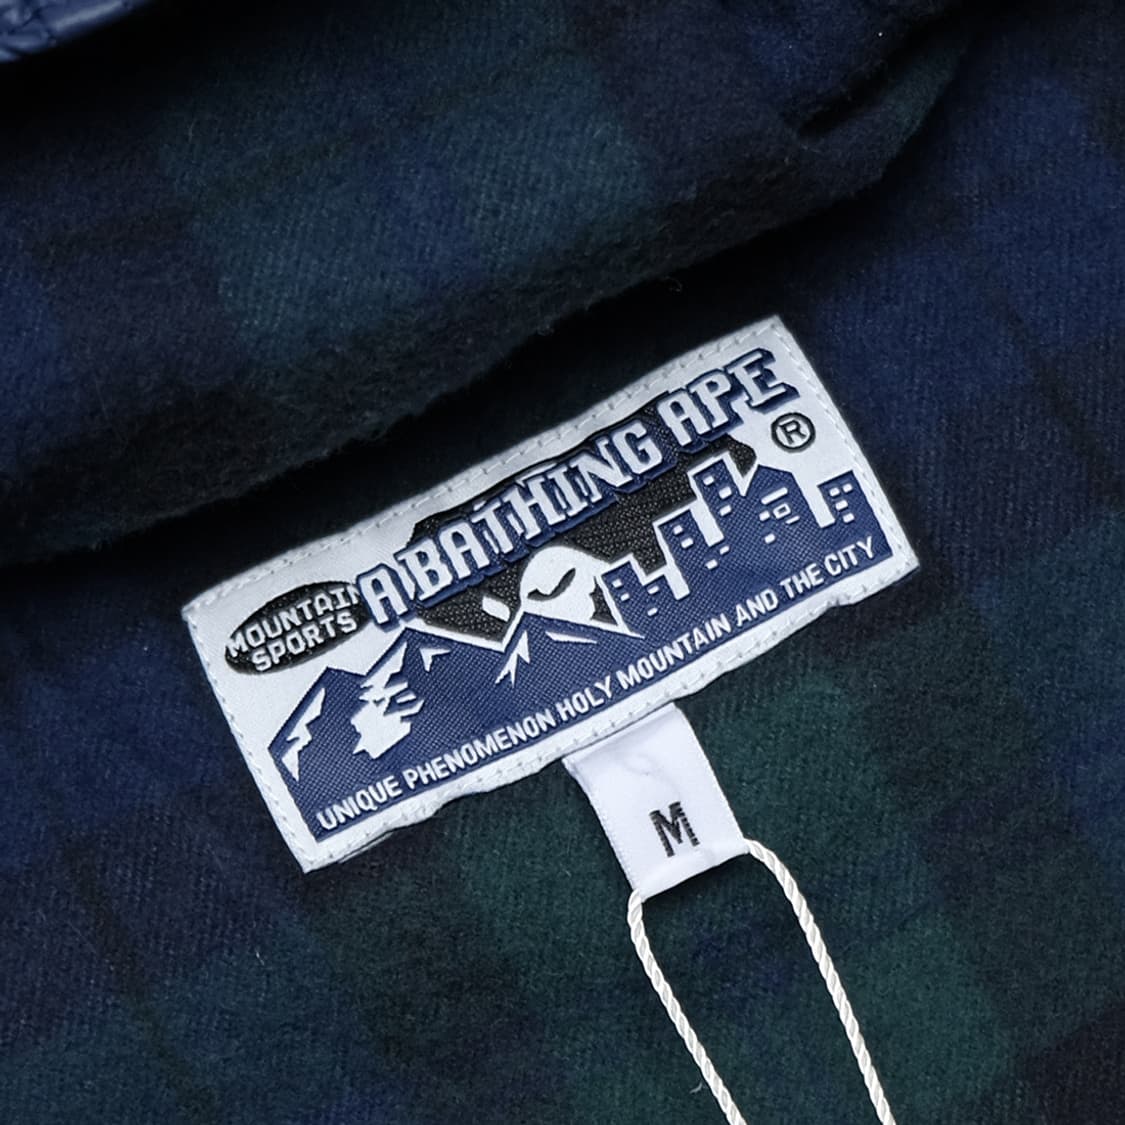 A BATHING APE
®
MOUNTAIN
SPORTS
UNIQUE PHENOMENON HOLY MOUNTAIN AND THE CITY
M